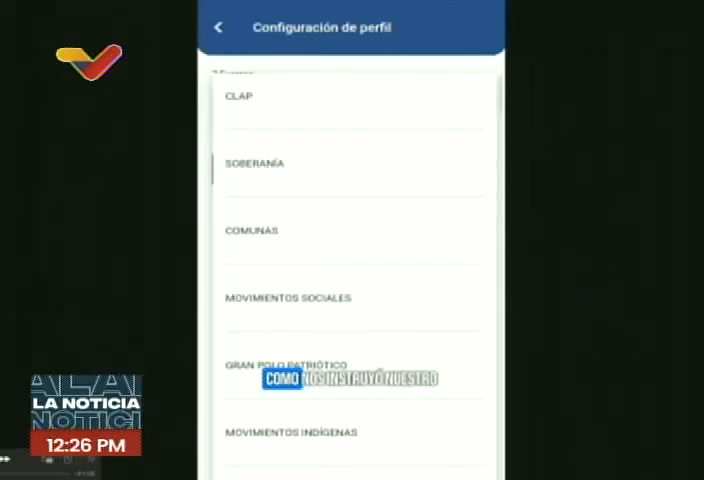 Configuración de perfil
CLAP
SOBERANÍA
COMUNAS
MOVIMIENTOS SOCIALES
GRAN POLO PATRIÓTICO
COMO NOS INSTRUYÓ NUESTRO
MOVIMIENTOS INDÍGENAS
LA NOTICIA
NOTICI
12:26 PM